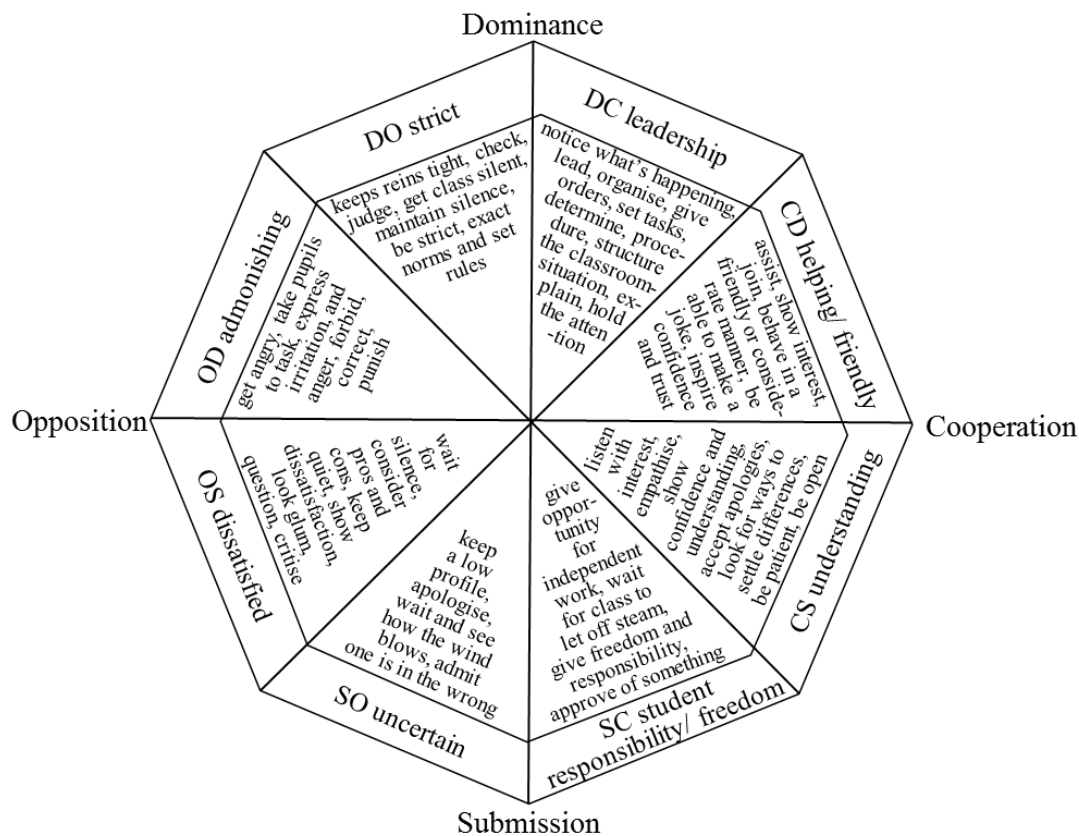 Dominance
DO strict
keeps reins tight, check,
judge, get class silent,
maintain silence,
be strict, exact
norms and set
rules
DC leadership
notice what's happening,
lead, organise, give
orders, set tasks,
determine, proce-
dure, structure
the classroom-
situation, ex-
plain, hold
the atten
-tion
CD helping/ friendly
assist, show interest,
join, behave in a
friendly or conside-
rate manner, be
able to make a
joke, inspire
confidence
and trust
OD admonishing
get angry, take pupils
to task, express
irritation, and
anger, forbid,
correct,
punish
Opposition
Cooperation
OS dissatisfied
wait
for
silence,
consider
pros and
cons, keep
quiet, show
dissatisfaction,
look glum,
question, critise
CS understanding
listen
with
interest,
empathise,
show
confidence and
understanding,
accept apologies,
look for ways to
settle differences,
be patient, be open
SO uncertain
keep
a low
profile,
apologise,
wait and see
how the wind
blows, admit
one is in the wrong
SC student
responsibility/ freedom
give
oppor-
tunity
for
independent
work, wait
for class to
let off steam,
give freedom and
responsibility,
approve of something
Submission